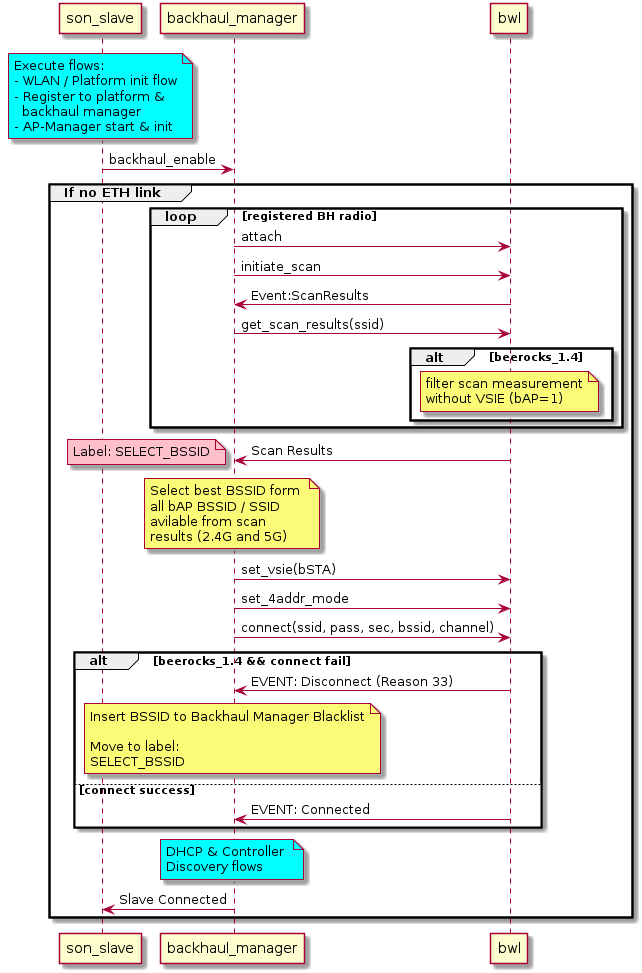 son_slave
backhaul_manager
bwl
Execute flows:
- WLAN / Platform init flow
- Register to platform &
backhaul manager
- AP-Manager start & init
backhaul_enable
If no ETH link
loop
[registered BH radio]
attach
initiate_scan
Event:ScanResults
get_scan_results(ssid)
alt
[beerocks_1.4]
filter scan measurement
without VSIE (bAP=1)
Label: SELECT_BSSID
Scan Results
Select best BSSID form
all bAP BSSID / SSID
avilable from scan
results (2.4G and 5G)
set_vsie(bSTA)
set_4addr_mode
connect(ssid, pass, sec, bssid, channel)
alt
[beerocks_1.4 && connect fail]
EVENT: Disconnect (Reason 33)
Insert BSSID to Backhaul Manager Blacklist
Move to label:
SELECT_BSSID
[connect success]
EVENT: Connected
DHCP & Controller
Discovery flows
Slave Connected
son_slave
backhaul_manager
bwl